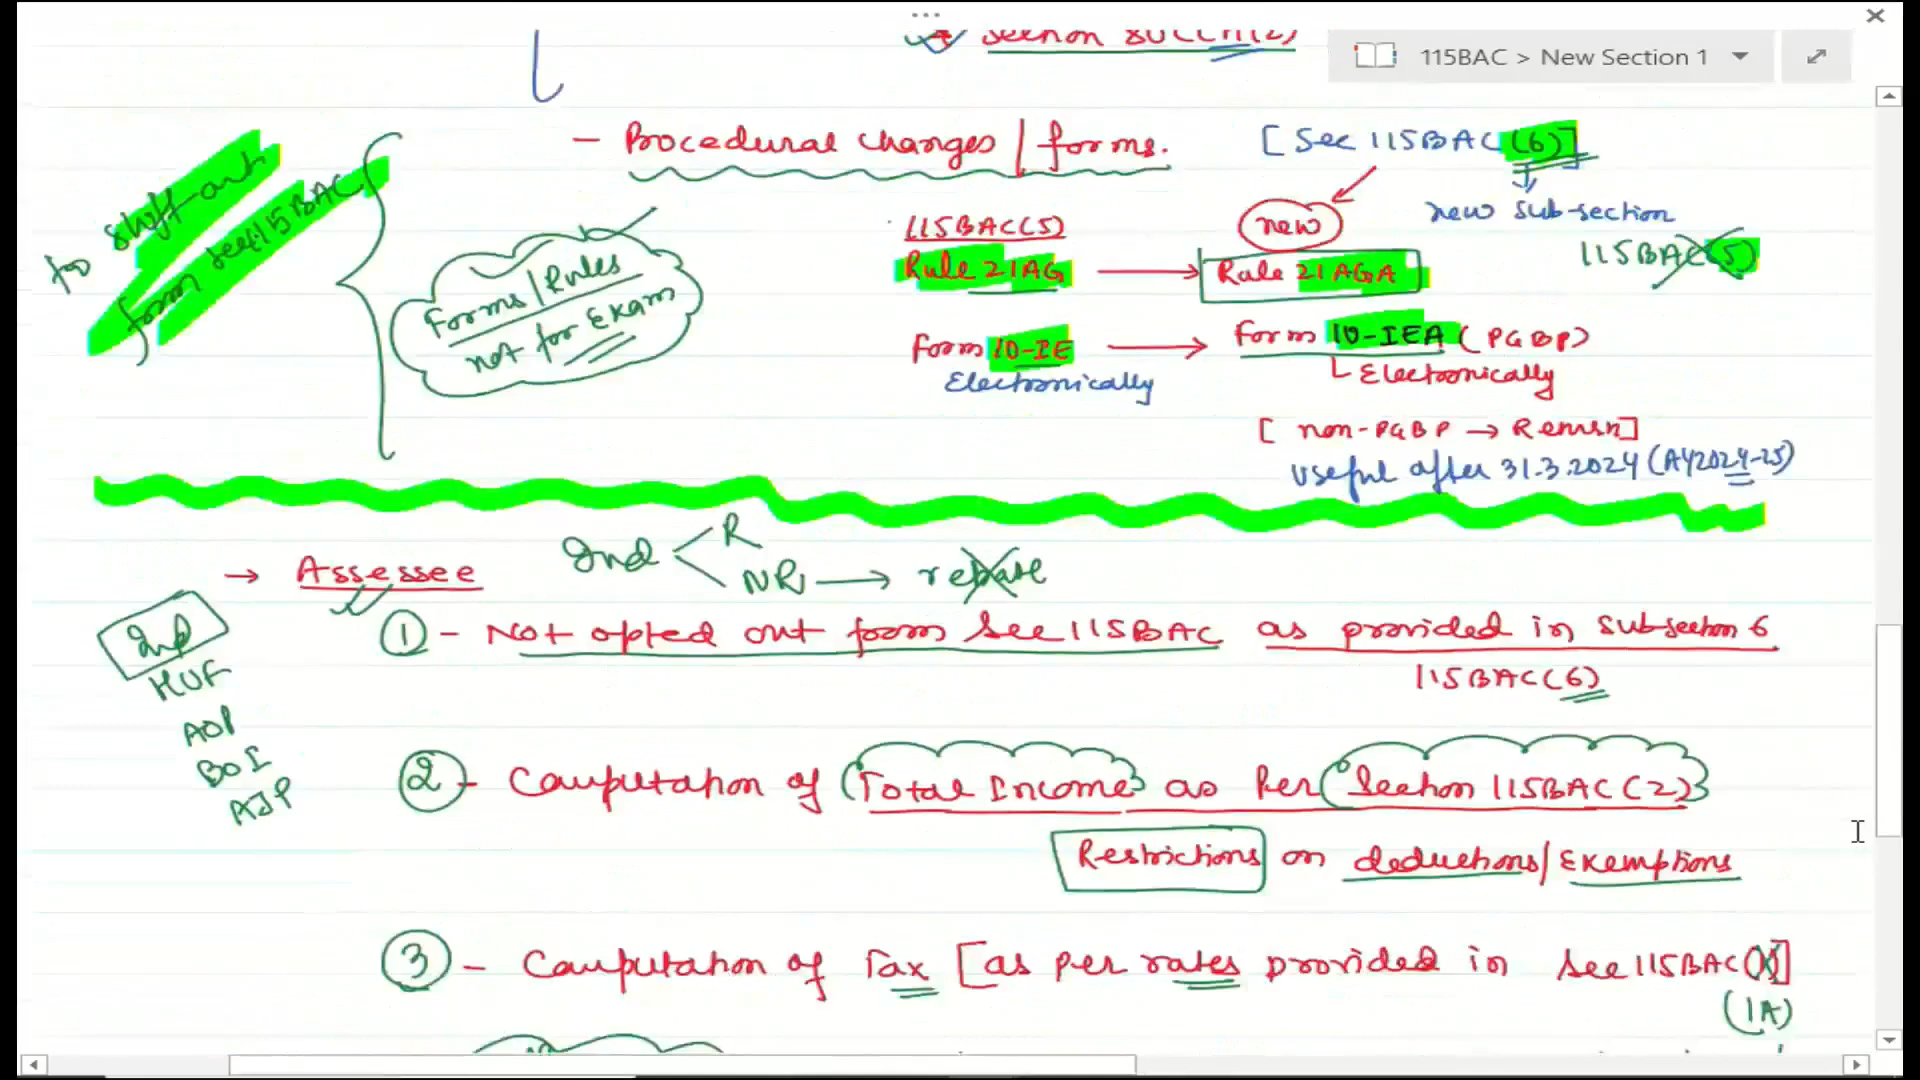 115BAC > New Section 1
- Procedural changes / forms.
[Sec 115BAC (6)]
new sub-section
115BAC(5)
to shift-out
from sec 115BAC
Forms/Rules
not for Exam
115BAC(5)
Rule 21AG
new
Rule 21AGA
Form 10-IE
Electronically
Form 10-IEA (PGBP)
Electronically
[ non-PGBP → Return]
useful after 31.3.2024 (AY2024-25)
→ Assessee
Ind
R
NR → rebate
Ind
HUF
AOP
BOI
AJP
① - Not opted out from Sec 115BAC as provided in subsection 6
115BAC(6)
② - Computation of Total Income as Per Section 115BAC(2)
Restrictions on deductions/Exemptions
③ - Computation of Tax [as per rates provided in Sec 115BAC(1)]
(1A)